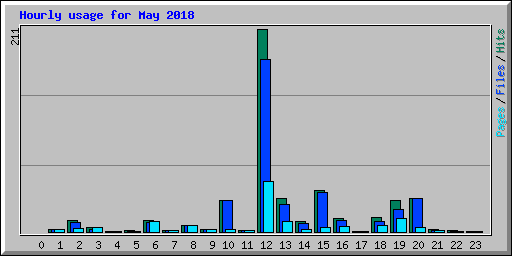 Hourly usage for May 2018
211
Pages/Files/Hits
0 1 2 3 4 5 6 7 8 9 10 11 12 13 14 15 16 17 18 19 20 21 22 23